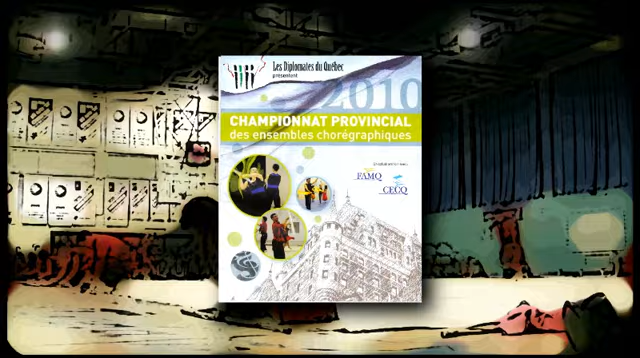 Les Diplomates du Québec
présentent
2010
CHAMPIONNAT PROVINCIAL
des ensembles chorégraphiques
FAMQ
CECQ